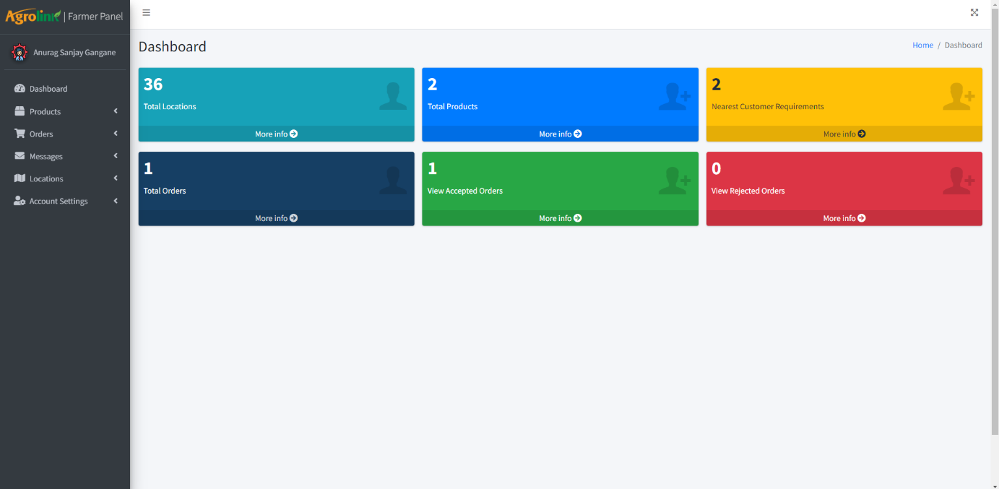 Agrolink | Farmer Panel
Anurag Sanjay Gangane
Dashboard
Products
Orders
Messages
Locations
Account Settings
Dashboard
Home / Dashboard
36
Total Locations
More info
2
Total Products
More info
2
Nearest Customer Requirements
More info
1
Total Orders
More info
1
View Accepted Orders
More info
0
View Rejected Orders
More info